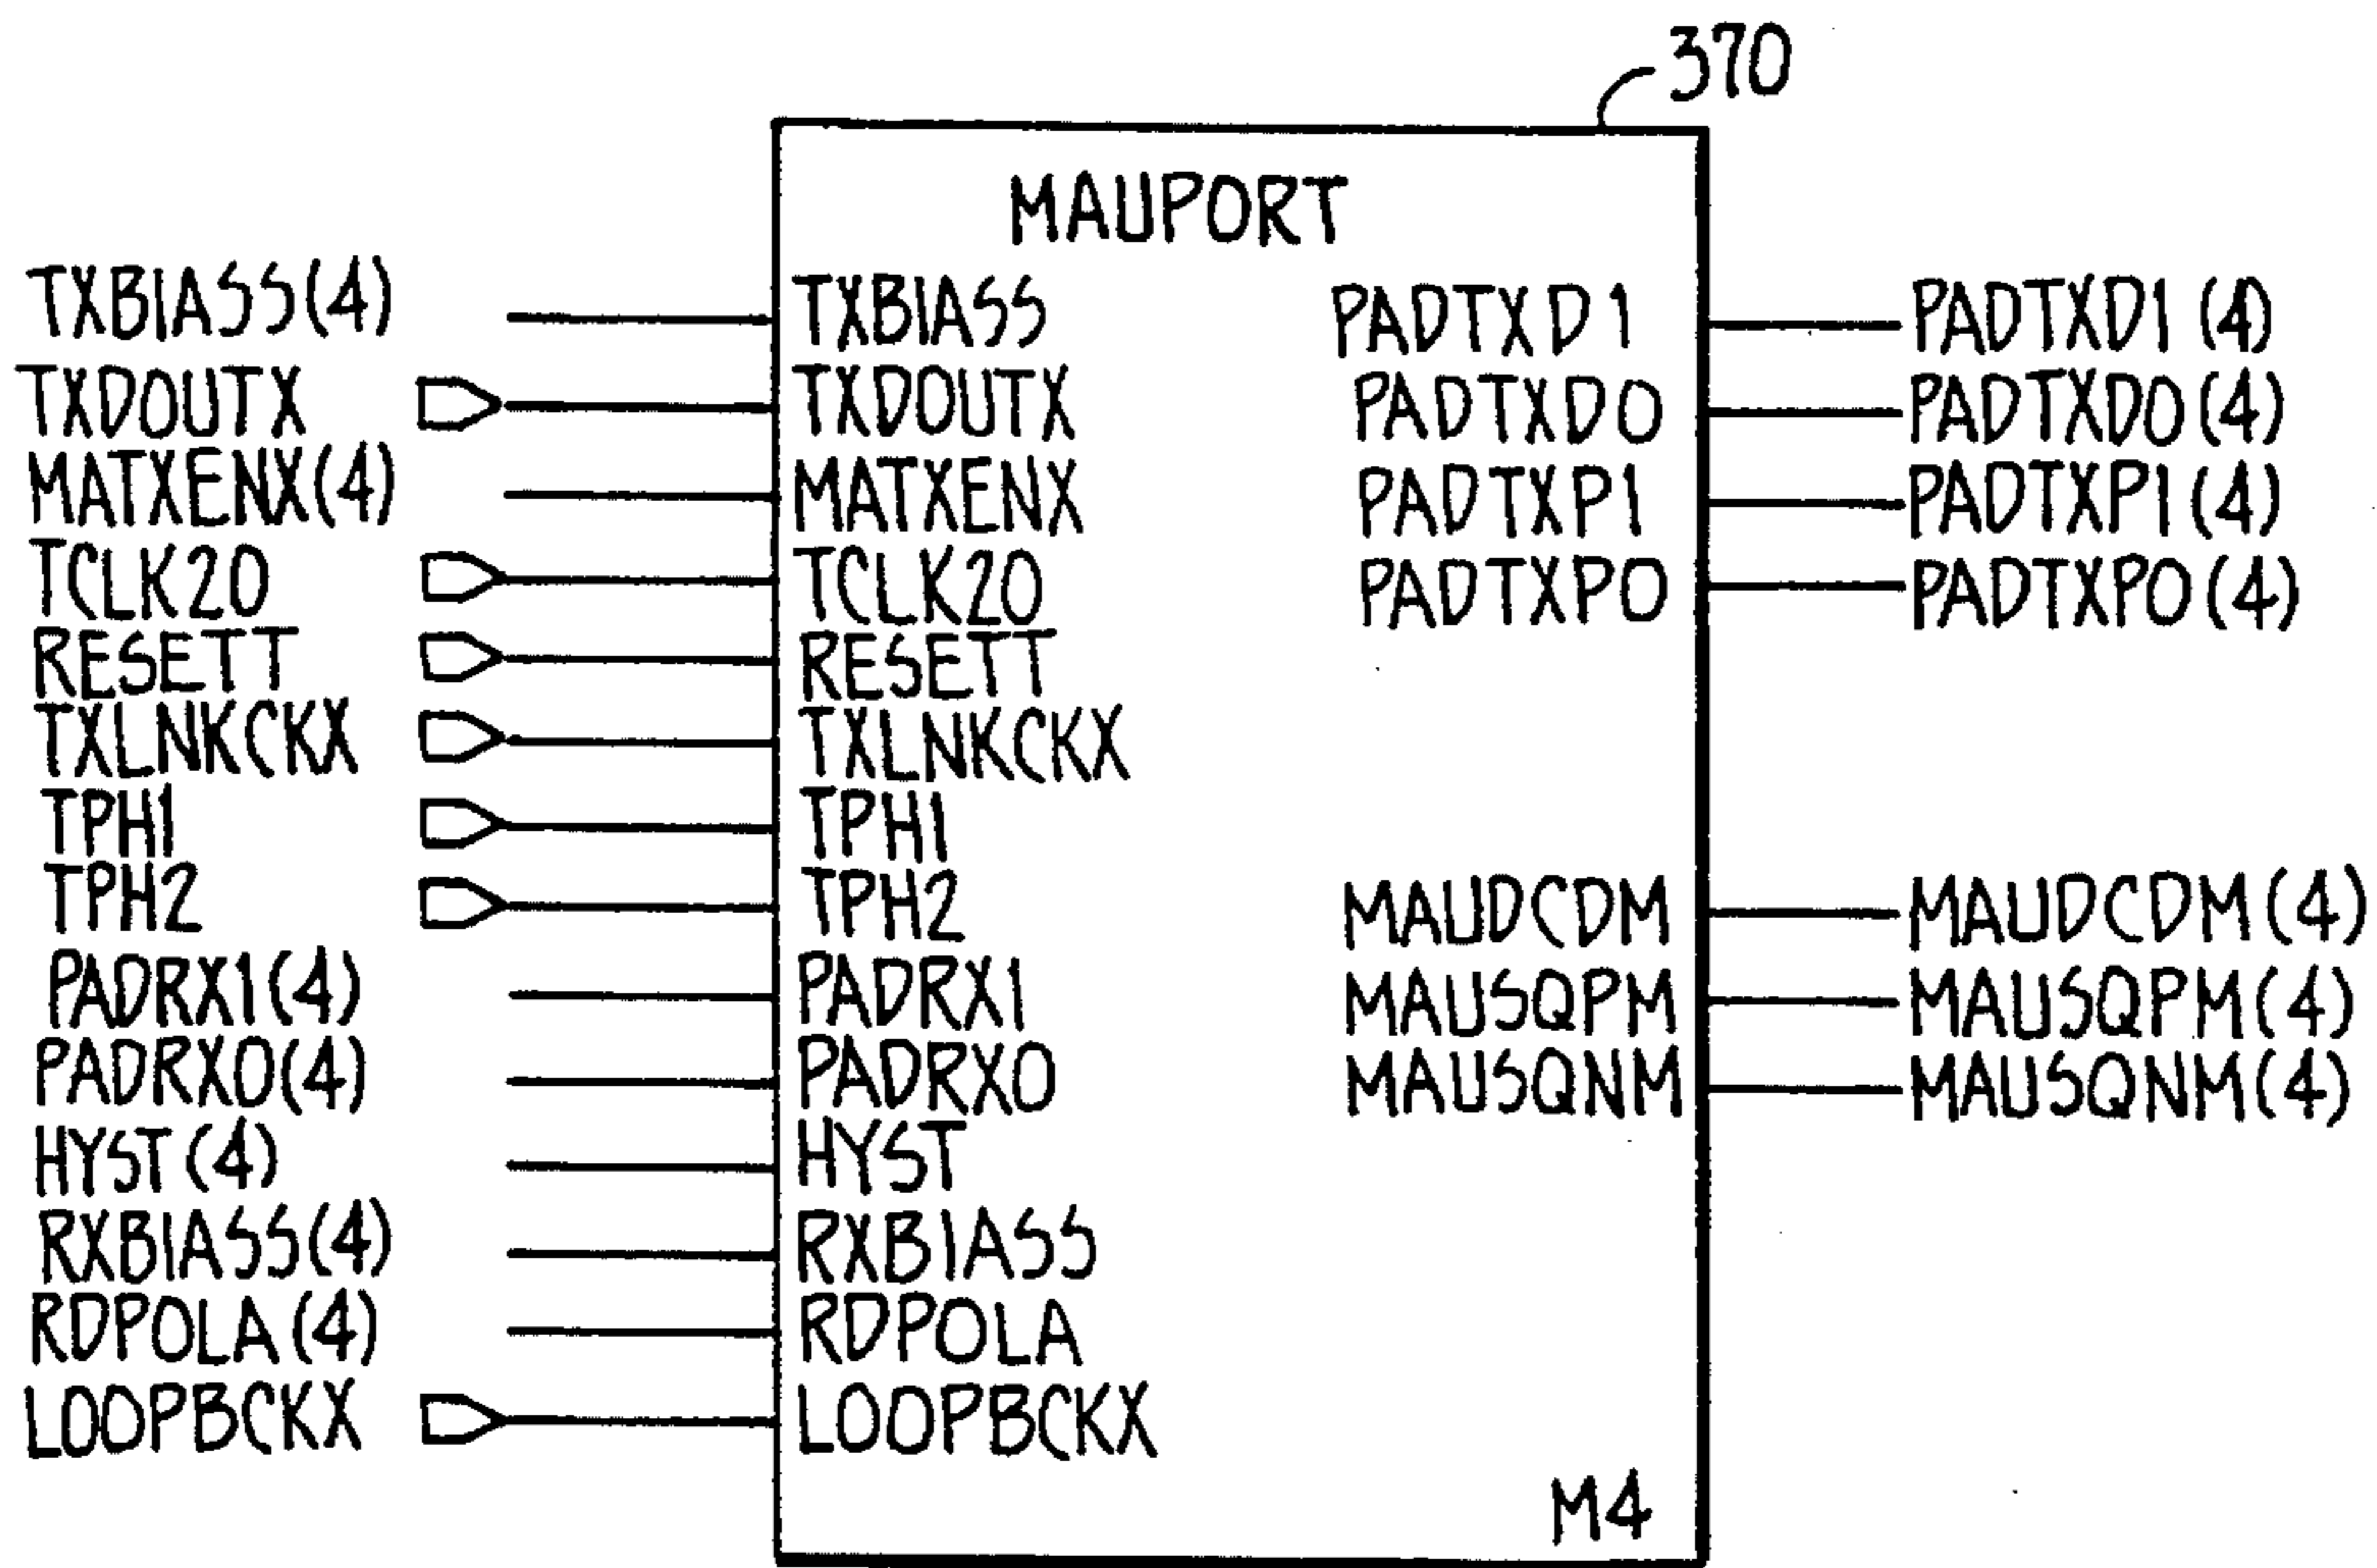 370
MAUPORT
TXBIASS(4) TXBIASS PADTXD1 PADTXD1(4)
TXDOUTX TXDOUTX PADTXD0 PADTXD0(4)
MATXENX(4) MATXENX PADTXP1 PADTXP1(4)
TCLK20 TCLK20 PADTXP0 PADTXP0(4)
RESETT RESETT
TXLNKCKX TXLNKCKX
TPH1 TPH1
TPH2 TPH2 MAUDCDM MAUDCDM(4)
PADRX1(4) PADRX1 MAUSQPM MAUSQPM(4)
PADRX0(4) PADRX0 MAUSQNM MAUSQNM(4)
HYST(4) HYST
RXBIASS(4) RXBIASS
RDPOLA(4) RDPOLA
LOOPBCKX LOOPBCKX
M4